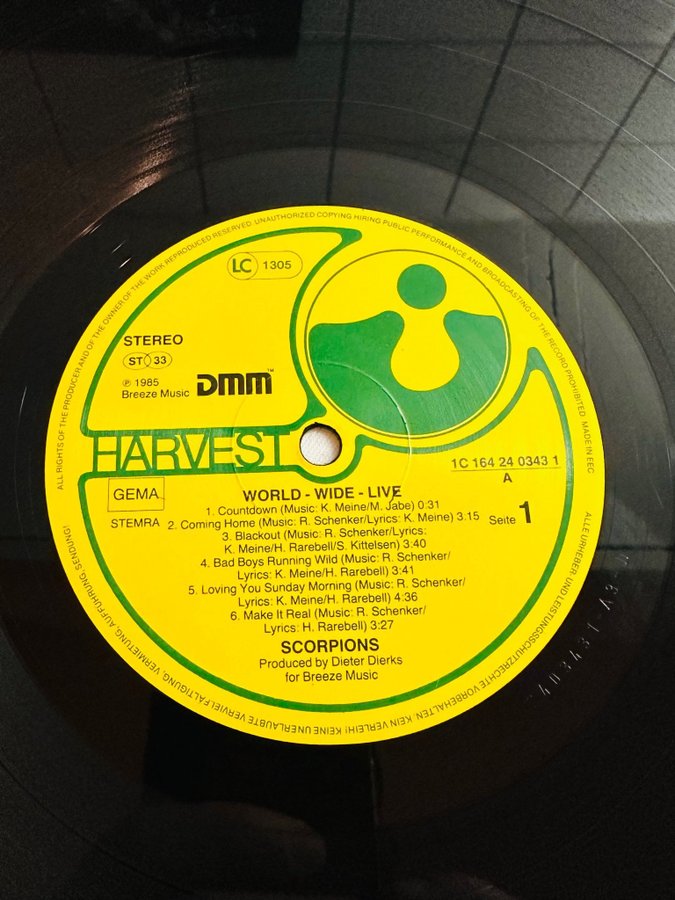 ALL RIGHTS OF THE PRODUCER AND OF THE OWNER OF THE WORK REPRODUCED RESERVED. UNAUTHORIZED COPYING HIRING PUBLIC PERFORMANCE AND BROADCASTING OF THE RECORD PROHIBITED. MADE IN EEC
LC 1305
STEREO
ST 33
℗ 1985
Breeze Music
DMM™
HARVEST
GEMA
STEMRA
1C 164 24 0343 1
A
Seite 1
WORLD - WIDE - LIVE
1. Countdown (Music: K. Meine/M. Jabe) 0:31
2. Coming Home (Music: R. Schenker/Lyrics: K. Meine) 3.15
3. Blackout (Music: R. Schenker/Lyrics:
K. Meine/H. Rarebell/S. Kittelsen) 3:40
4. Bad Boys Running Wild (Music: R. Schenker/
Lyrics: K. Meine/H. Rarebell) 3:41
5. Loving You Sunday Morning (Music: R. Schenker/
Lyrics: K. Meine/H. Rarebell) 4:36
6. Make It Real (Music: R. Schenker/
Lyrics: H. Rarebell) 3:27
SCORPIONS
Produced by Dieter Dierks
for Breeze Music
ALLE URHEBER UND LEISTUNGSSCHUTZRECHTE VORBEHALTEN. KEIN VERLEIH! KEINE UNERLAUBTE VERVIELFÄLTIGUNG, VERMIETUNG, AUFFÜHRUNG, SENDUNG!